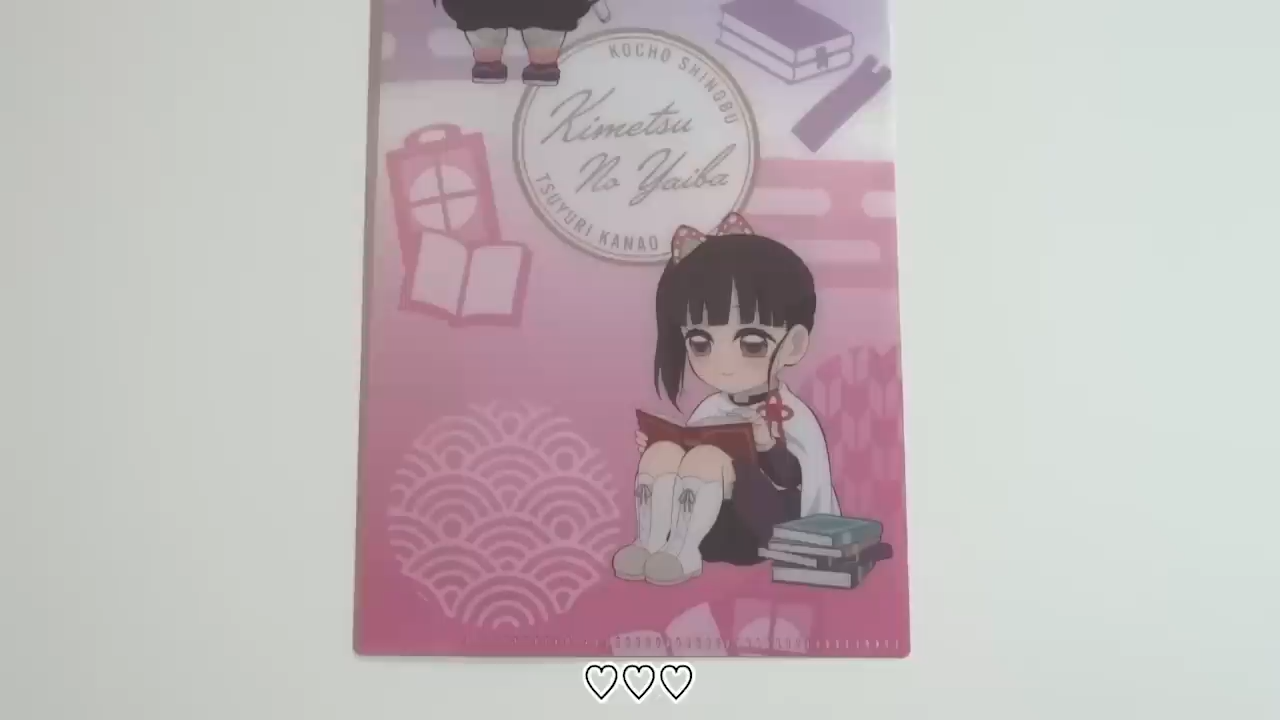 KOCHO SHINOBU
Kimetsu
No Yaiba
TSUYURI KANAO
♡♡♡